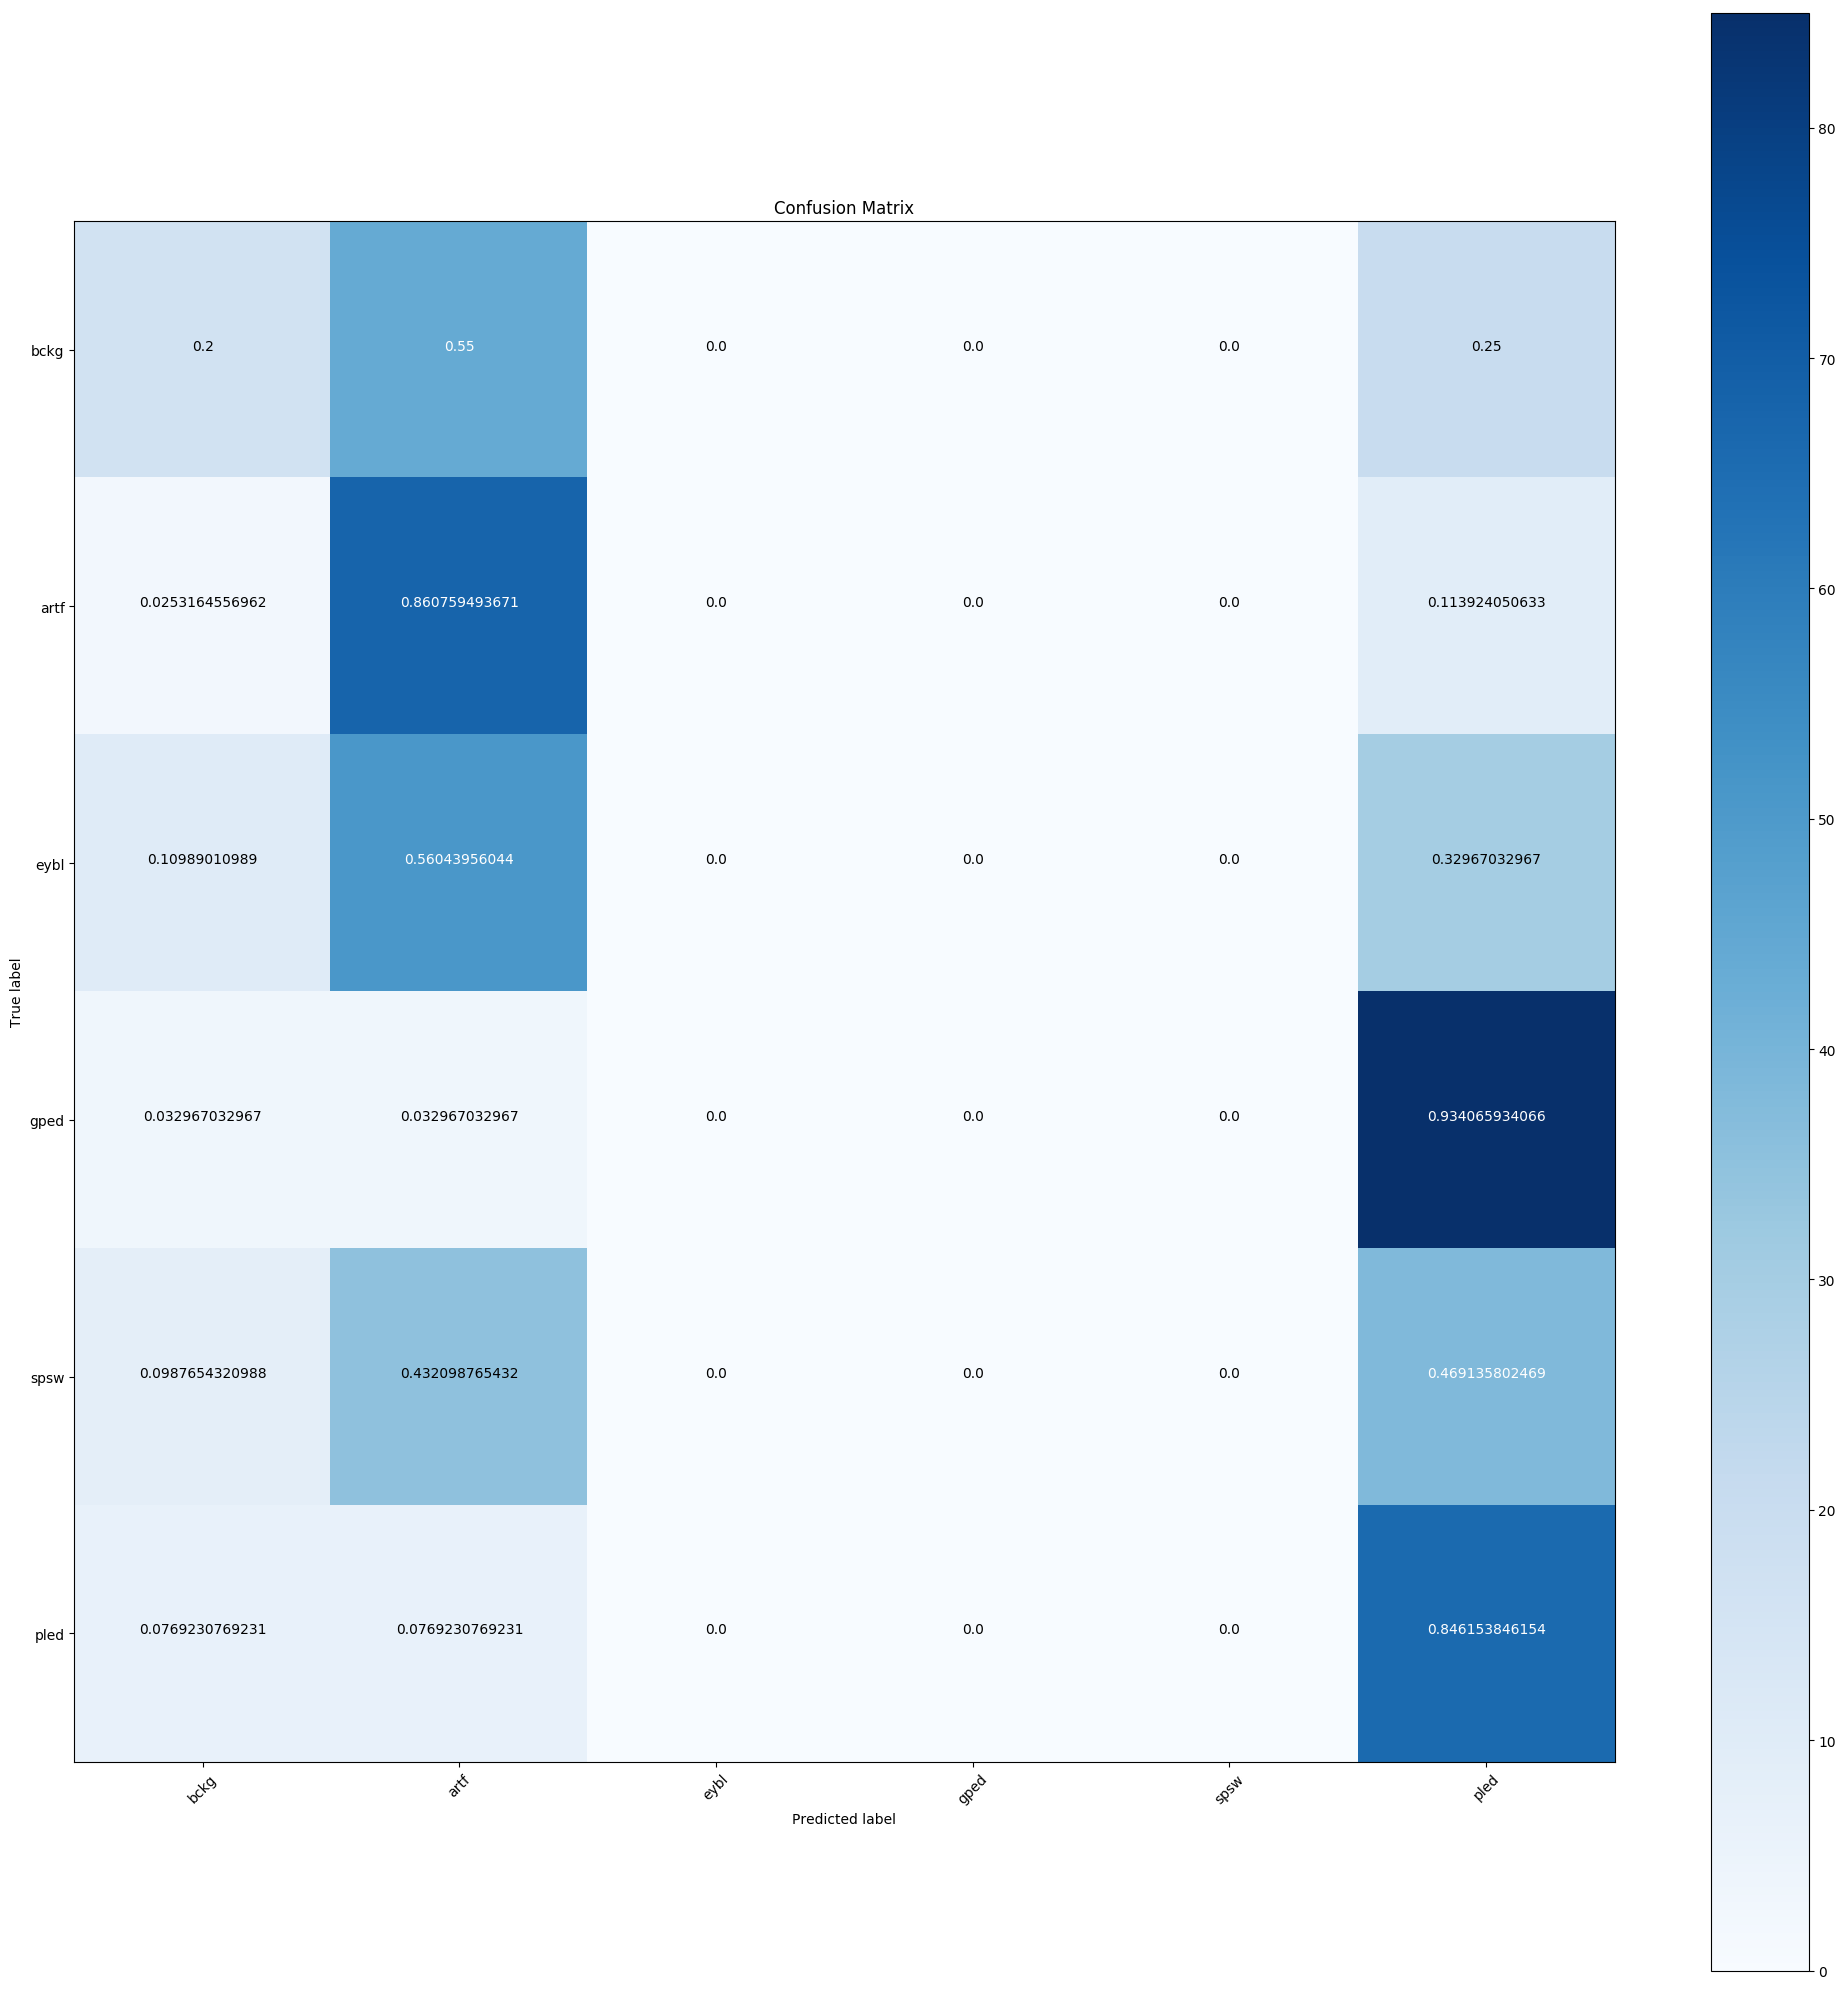 Confusion Matrix
80
70
60
50
40
30
20
10
0
True label
bckg 0.2 0.55 0.0 0.0 0.0 0.25
artf 0.0253164556962 0.860759493671 0.0 0.0 0.0 0.113924050633
eybl 0.10989010989 0.56043956044 0.0 0.0 0.0 0.32967032967
gped 0.032967032967 0.032967032967 0.0 0.0 0.0 0.934065934066
spsw 0.0987654320988 0.432098765432 0.0 0.0 0.0 0.469135802469
pled 0.0769230769231 0.0769230769231 0.0 0.0 0.0 0.846153846154
bckg artf eybl gped spsw pled
Predicted label